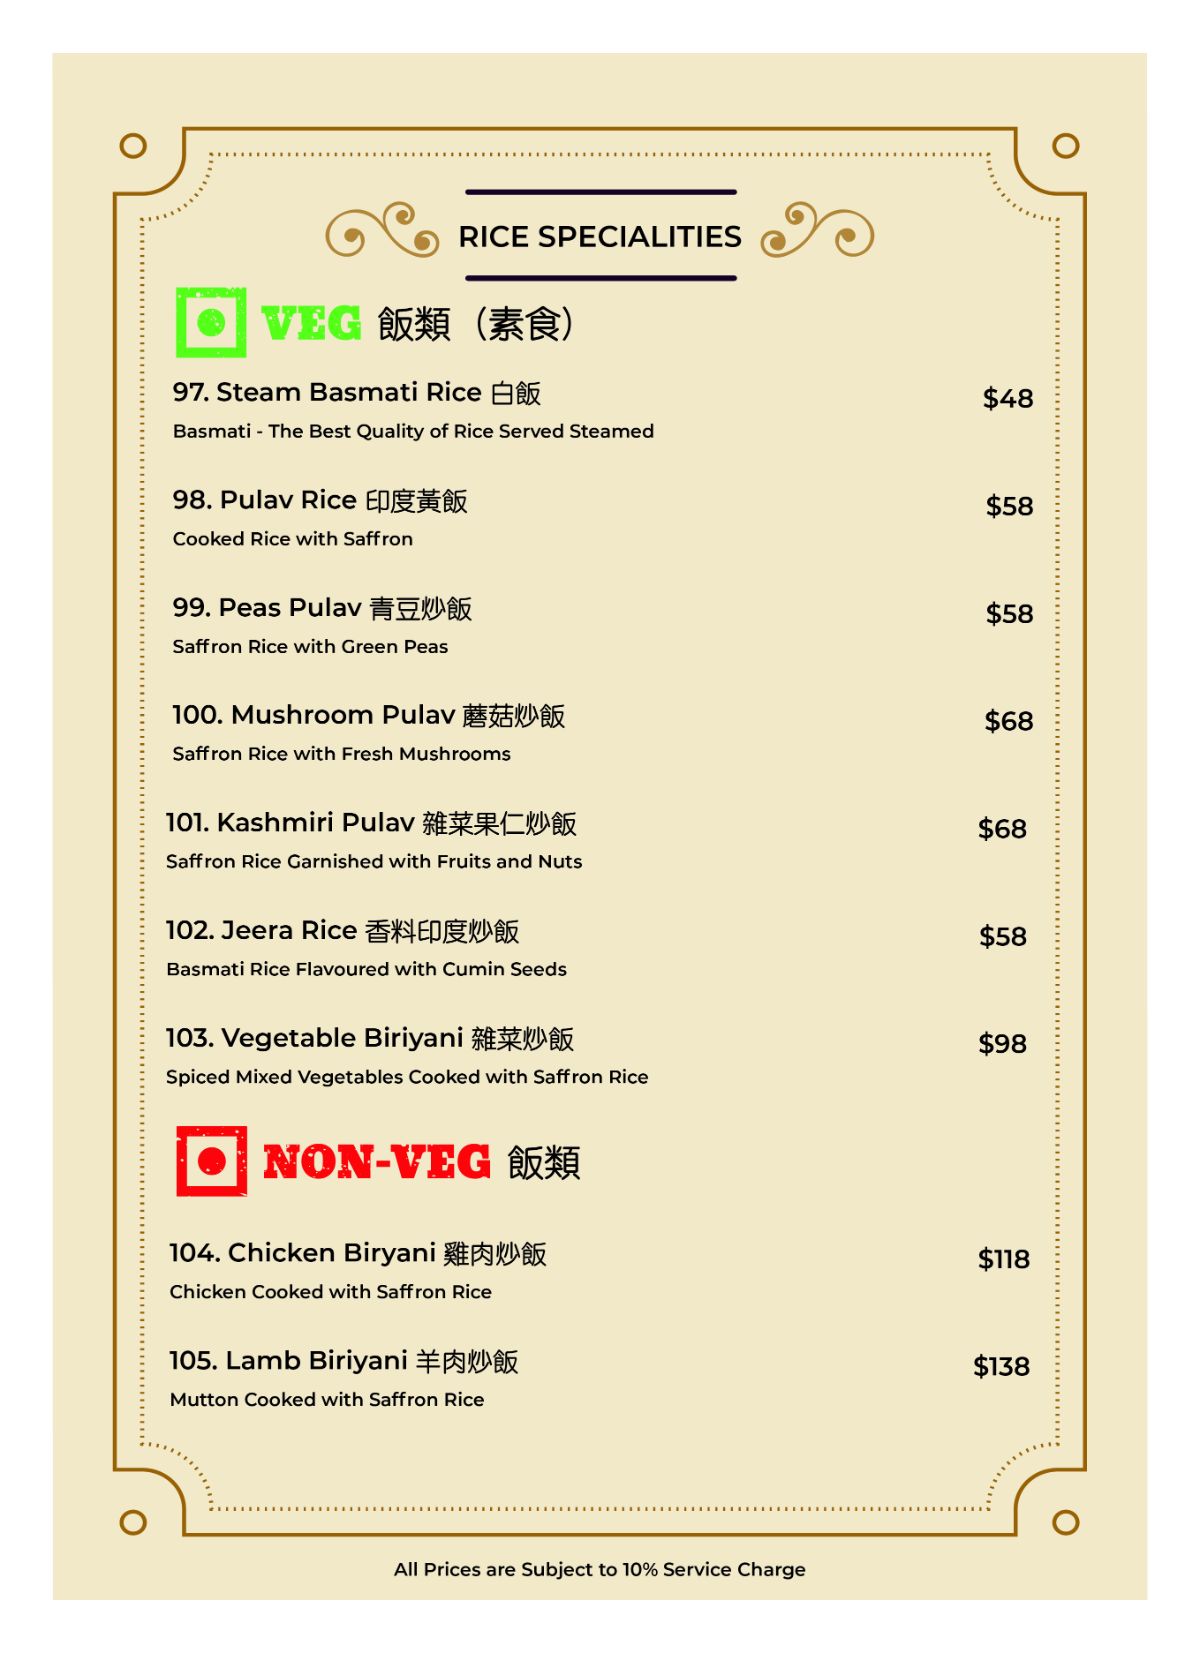 RICE SPECIALITIES
VEG 飯類（素食）
97. Steam Basmati Rice 白飯 $48
Basmati - The Best Quality of Rice Served Steamed
98. Pulav Rice 印度黃飯 $58
Cooked Rice with Saffron
99. Peas Pulav 青豆炒飯 $58
Saffron Rice with Green Peas
100. Mushroom Pulav 蘑菇炒飯 $68
Saffron Rice with Fresh Mushrooms
101. Kashmiri Pulav 雜菜果仁炒飯 $68
Saffron Rice Garnished with Fruits and Nuts
102. Jeera Rice 香料印度炒飯 $58
Basmati Rice Flavoured with Cumin Seeds
103. Vegetable Biriyani 雜菜炒飯 $98
Spiced Mixed Vegetables Cooked with Saffron Rice
NON-VEG 飯類
104. Chicken Biryani 雞肉炒飯 $118
Chicken Cooked with Saffron Rice
105. Lamb Biriyani 羊肉炒飯 $138
Mutton Cooked with Saffron Rice
All Prices are Subject to 10% Service Charge